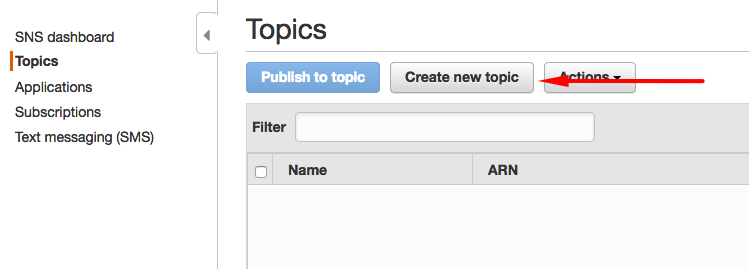 SNS dashboard
Topics
Applications
Subscriptions
Text messaging (SMS)
Topics
Publish to topic
Create new topic
Actions
Filter
Name
ARN